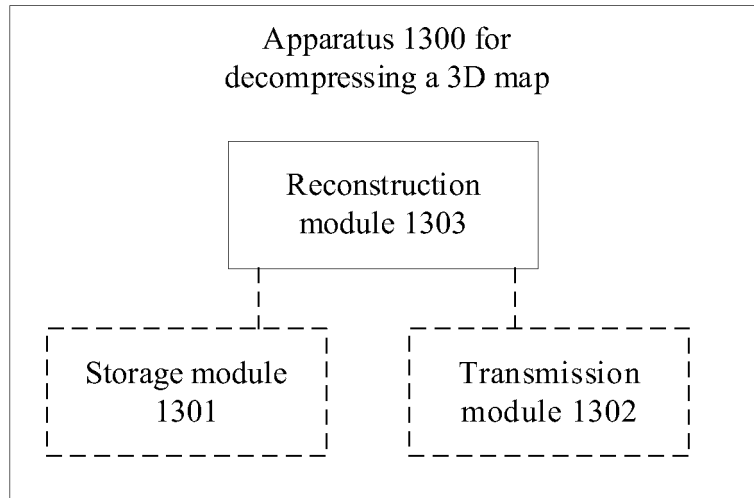 Apparatus 1300 for
decompressing a 3D map
Reconstruction
module 1303
Storage module
1301
Transmission
module 1302